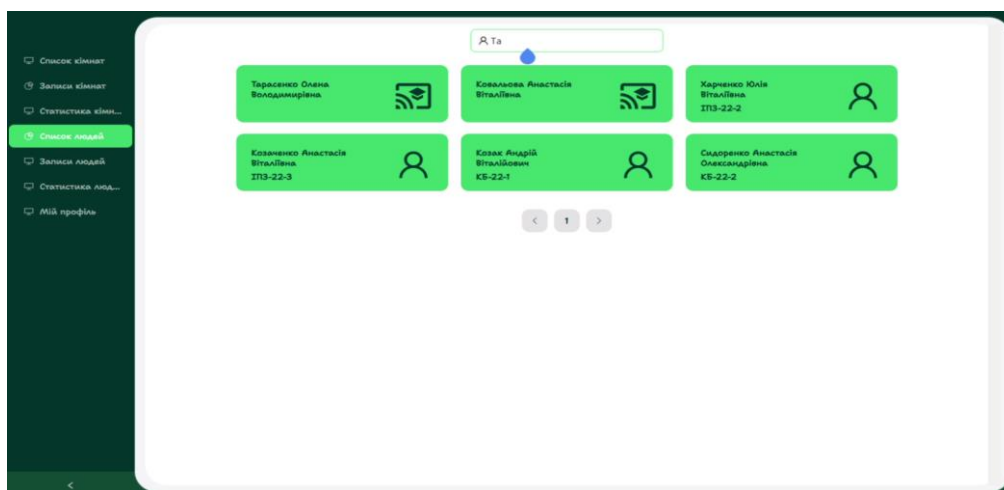 Та
Список кімнат
Записи кімнат
Статистика кімн...
Список людей
Записи людей
Статистика люд...
Мій профіль
Тарасенко Олена
Володимирівна
Ковальова Анастасія
Віталіївна
Харченко Юлія
Віталіївна
ІПЗ-22-2
Козаченко Анастасія
Віталіївна
ІПЗ-22-3
Козак Андрій
Віталійович
КБ-22-1
Сидоренко Анастасія
Олександрівна
КБ-22-2
< 1 >
<